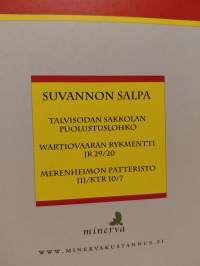 SUVANNON SALPA
TALVISODAN SAKKOLAN
PUOLUSTUSLOHKO
WARTIOVAARAN RYKMENTTI
JR 29/20
MERENHEIMON PATTERISTO
III/KTR 10/7
minerva
WWW.MINERVAKUSTANNUS.FI